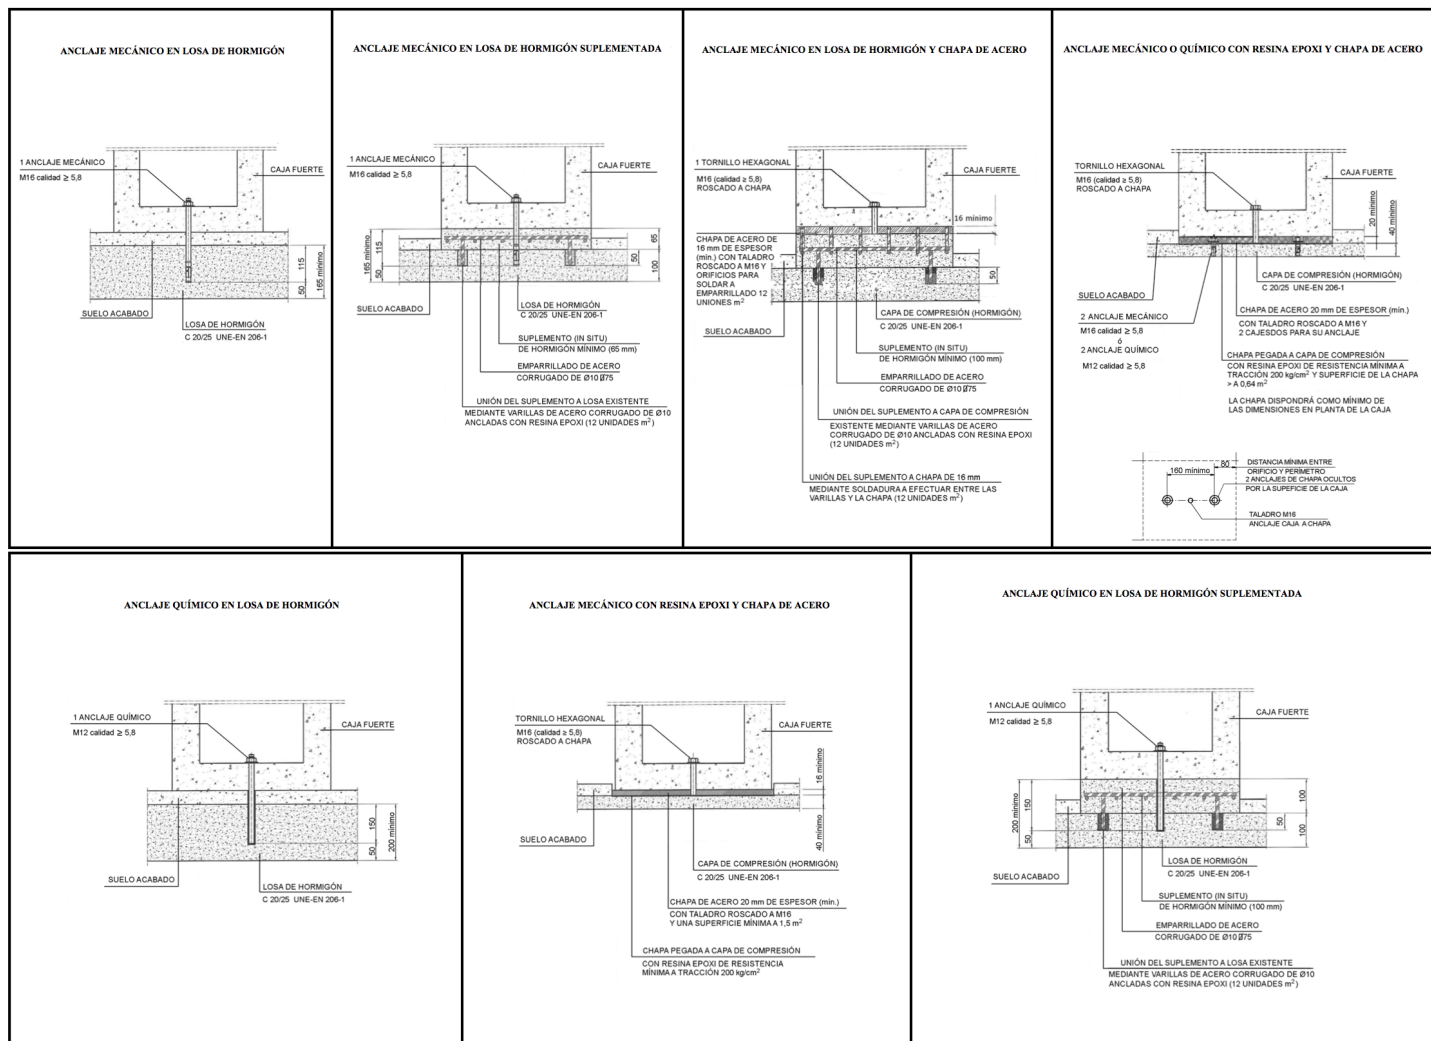 ANCLAJE MECÁNICO EN LOSA DE HORMIGÓN
1 ANCLAJE MECÁNICO
M16 calidad ≥ 5,8
CAJA FUERTE
115
50
165 mínimo
SUELO ACABADO
LOSA DE HORMIGÓN
C 20/25 UNE-EN 206-1
ANCLAJE MECÁNICO EN LOSA DE HORMIGÓN SUPLEMENTADA
1 ANCLAJE MECÁNICO
M16 calidad ≥ 5,8
CAJA FUERTE
165 mínimo
115
50
65
50
100
SUELO ACABADO
LOSA DE HORMIGÓN
C 20/25 UNE-EN 206-1
SUPLEMENTO (IN SITU)
DE HORMIGÓN MÍNIMO (65 mm)
EMPARRILLADO DE ACERO
CORRUGADO DE Ø10 #75
UNIÓN DEL SUPLEMENTO A LOSA EXISTENTE
MEDIANTE VARILLAS DE ACERO CORRUGADO DE Ø10
ANCLADAS CON RESINA EPOXI (12 UNIDADES m²)
ANCLAJE MECÁNICO EN LOSA DE HORMIGÓN Y CHAPA DE ACERO
1 TORNILLO HEXAGONAL
M16 (calidad ≥ 5,8)
ROSCADO A CHAPA
CAJA FUERTE
16 mínimo
CHAPA DE ACERO DE
16 mm DE ESPESOR
(min.) CON TALADRO
ROSCADO A M16 Y
ORIFICIOS PARA
SOLDAR A
EMPARRILLADO 12
UNIONES m²
50
SUELO ACABADO
CAPA DE COMPRESIÓN (HORMIGÓN)
C 20/25 UNE-EN 206-1
SUPLEMENTO (IN SITU)
DE HORMIGÓN MÍNIMO (100 mm)
EMPARRILLADO DE ACERO
CORRUGADO DE Ø10 #75
UNIÓN DEL SUPLEMENTO A CAPA DE COMPRESIÓN
EXISTENTE MEDIANTE VARILLAS DE ACERO
CORRUGADO DE Ø10 ANCLADAS CON RESINA EPOXI
(12 UNIDADES m²)
UNIÓN DEL SUPLEMENTO A CHAPA DE 16 mm
MEDIANTE SOLDADURA A EFECTUAR ENTRE LAS
VARILLAS Y LA CHAPA (12 UNIDADES m²)
ANCLAJE MECÁNICO O QUÍMICO CON RESINA EPOXI Y CHAPA DE ACERO
TORNILLO HEXAGONAL
M16 (calidad ≥ 5,8)
ROSCADO A CHAPA
CAJA FUERTE
20 mínimo
40 mínimo
CAPA DE COMPRESIÓN (HORMIGÓN)
C 20/25 UNE-EN 206-1
SUELO ACABADO
2 ANCLAJE MECÁNICO
M16 calidad ≥ 5,8
ó
2 ANCLAJE QUÍMICO
M12 calidad ≥ 5,8
CHAPA DE ACERO 20 mm DE ESPESOR (min.)
CON TALADRO ROSCADO A M16 Y
2 CAJESDOS PARA SU ANCLAJE
CHAPA PEGADA A CAPA DE COMPRESIÓN
CON RESINA EPOXI DE RESISTENCIA MÍNIMA A
TRACCIÓN 200 kg/cm² Y SUPERFICIE DE LA CHAPA
> A 0,64 m²
LA CHAPA DISPONDRÁ COMO MÍNIMO DE
LAS DIMENSIONES EN PLANTA DE LA CAJA
160 mínimo
80
DISTANCIA MÍNIMA ENTRE
ORIFICIO Y PERÍMETRO
2 ANCLAJES DE CHAPA OCULTOS
POR LA SUPEFICIE DE LA CAJA
TALADRO M16
ANCLAJE CAJA A CHAPA
ANCLAJE QUÍMICO EN LOSA DE HORMIGÓN
1 ANCLAJE QUÍMICO
M12 calidad ≥ 5,8
CAJA FUERTE
150
50
200 mínimo
SUELO ACABADO
LOSA DE HORMIGÓN
C 20/25 UNE-EN 206-1
ANCLAJE MECÁNICO CON RESINA EPOXI Y CHAPA DE ACERO
TORNILLO HEXAGONAL
M16 (calidad ≥ 5,8)
ROSCADO A CHAPA
CAJA FUERTE
16 mínimo
40 mínimo
SUELO ACABADO
CAPA DE COMPRESIÓN (HORMIGÓN)
C 20/25 UNE-EN 206-1
CHAPA DE ACERO 20 mm DE ESPESOR (min.)
CON TALADRO ROSCADO A M16
Y UNA SUPERFICIE MÍNIMA A 1,5 m²
CHAPA PEGADA A CAPA DE COMPRESIÓN
CON RESINA EPOXI DE RESISTENCIA
MÍNIMA A TRACCIÓN 200 kg/cm²
ANCLAJE QUÍMICO EN LOSA DE HORMIGÓN SUPLEMENTADA
1 ANCLAJE QUÍMICO
M12 calidad ≥ 5,8
CAJA FUERTE
200 mínimo
150
50
100
50
100
SUELO ACABADO
LOSA DE HORMIGÓN
C 20/25 UNE-EN 206-1
SUPLEMENTO (IN SITU)
DE HORMIGÓN MÍNIMO (100 mm)
EMPARRILLADO DE ACERO
CORRUGADO DE Ø10 #75
UNIÓN DEL SUPLEMENTO A LOSA EXISTENTE
MEDIANTE VARILLAS DE ACERO CORRUGADO DE Ø10
ANCLADAS CON RESINA EPOXI (12 UNIDADES m²)